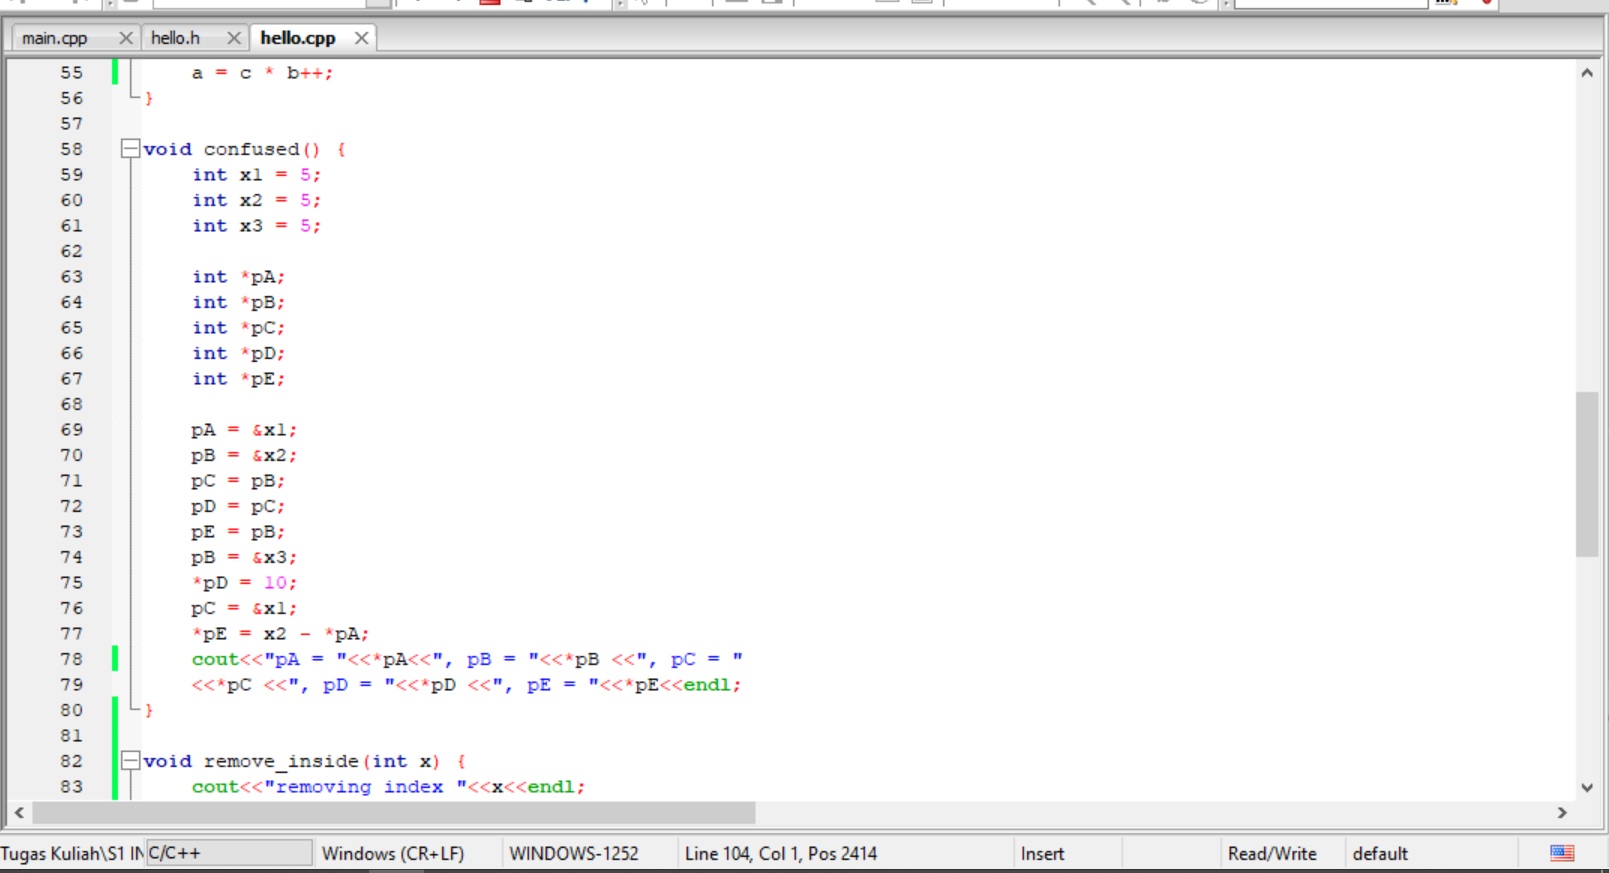 main.cpp hello.h hello.cpp
55 a = c * b++;
56 }
57
58 void confused() {
59 int x1 = 5;
60 int x2 = 5;
61 int x3 = 5;
62
63 int *pA;
64 int *pB;
65 int *pC;
66 int *pD;
67 int *pE;
68
69 pA = &x1;
70 pB = &x2;
71 pC = pB;
72 pD = pC;
73 pE = pB;
74 pB = &x3;
75 *pD = 10;
76 pC = &x1;
77 *pE = x2 - *pA;
78 cout<<"pA = "<<*pA<<", pB = "<<*pB <<", pC = "
79 <<*pC <<", pD = "<<*pD <<", pE = "<<*pE<<endl;
80 }
81
82 void remove_inside(int x) {
83 cout<<"removing index "<<x<<endl;
Tugas Kuliah\S1 IN C/C++ Windows (CR+LF) WINDOWS-1252 Line 104, Col 1, Pos 2414 Insert Read/Write default